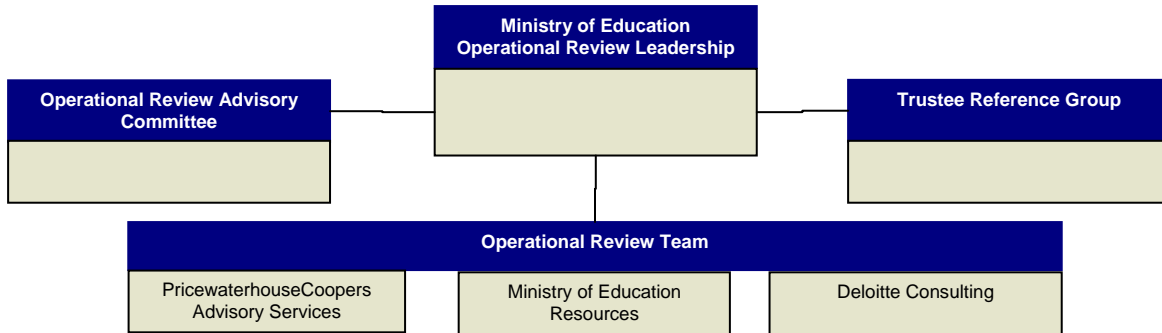 Ministry of Education
Operational Review Leadership
Operational Review Advisory
Committee
Trustee Reference Group
Operational Review Team
PricewaterhouseCoopers
Advisory Services
Ministry of Education
Resources
Deloitte Consulting